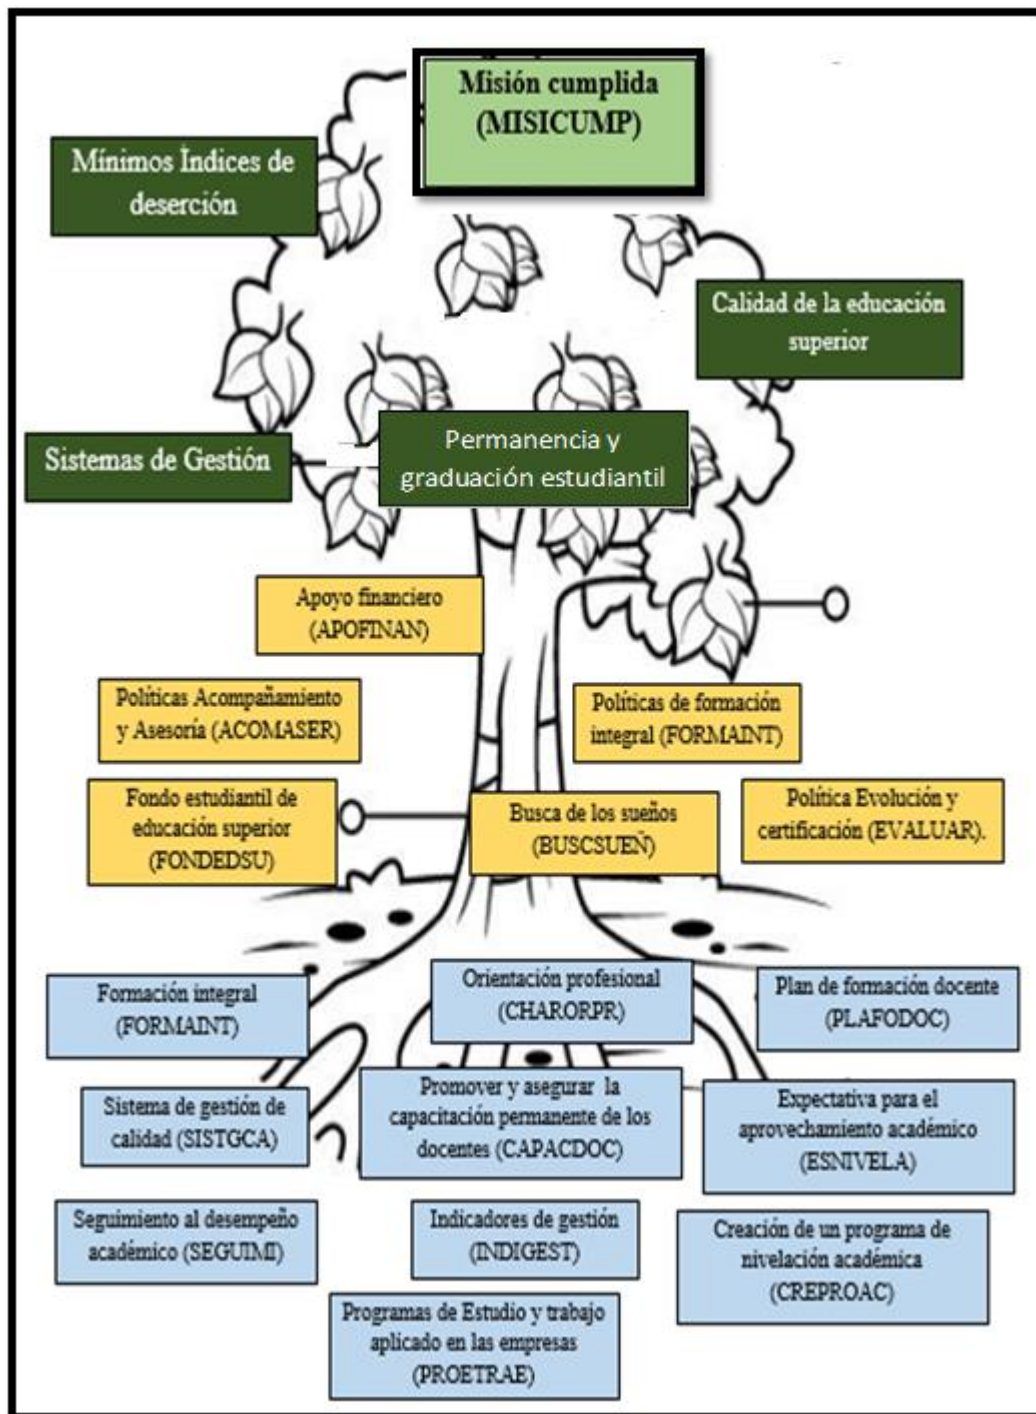 Misión cumplida
(MISICUMP)
Mínimos Índices de
deserción
Calidad de la educación
superior
Sistemas de Gestión
Permanencia y
graduación estudiantil
Apoyo financiero
(APOFINAN)
Políticas Acompañamiento
y Asesoría (ACOMASER)
Políticas de formación
integral (FORMAINT)
Fondo estudiantil de
educación superior
(FONDEDSU)
Busca de los sueños
(BUSCSUEÑ)
Política Evolución y
certificación (EVALUAR).
Formación integral
(FORMAINT)
Orientación profesional
(CHARORPR)
Plan de formación docente
(PLAFODOC)
Sistema de gestión de
calidad (SISTGCA)
Promover y asegurar la
capacitación permanente de los
docentes (CAPACDOC)
Expectativa para el
aprovechamiento académico
(ESNIVELA)
Seguimiento al desempeño
académico (SEGUIMI)
Indicadores de gestión
(INDIGEST)
Creación de un programa de
nivelación académica
(CREPROAC)
Programas de Estudio y trabajo
aplicado en las empresas
(PROETRAE)